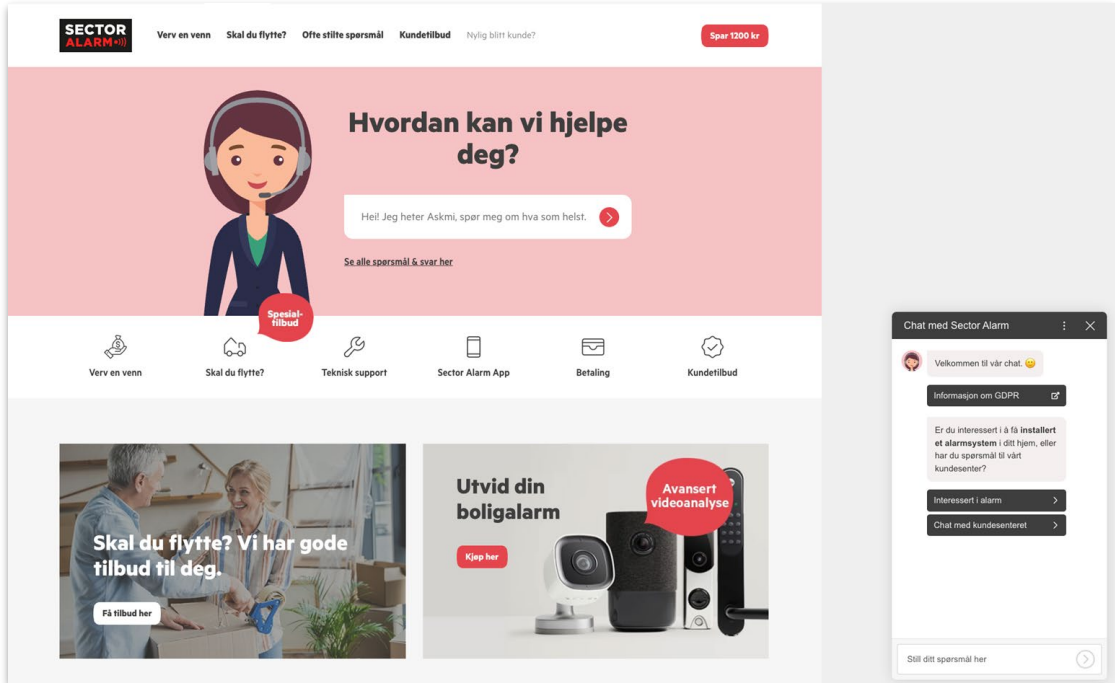 SECTOR
ALARM
Verv en venn
Skal du flytte?
Ofte stilte spørsmål
Kundetilbud
Nylig blitt kunde?
Spar 1200 kr
Hvordan kan vi hjelpe
deg?
Hei! Jeg heter Askmi, spør meg om hva som helst.
Se alle spørsmål & svar her
Spesial-
tilbud
Verv en venn
Skal du flytte?
Teknisk support
Sector Alarm App
Betaling
Kundetilbud
Skal du flytte? Vi har gode
tilbud til deg.
Få tilbud her
Utvid din
boligalarm
Kjøp her
Avansert
videoanalyse
Chat med Sector Alarm
Velkommen til vår chat.
Informasjon om GDPR
Er du interessert i å få installert
et alarmsystem i ditt hjem, eller
har du spørsmål til vårt
kundesenter?
Interessert i alarm
Chat med kundesenteret
Still ditt spørsmål her